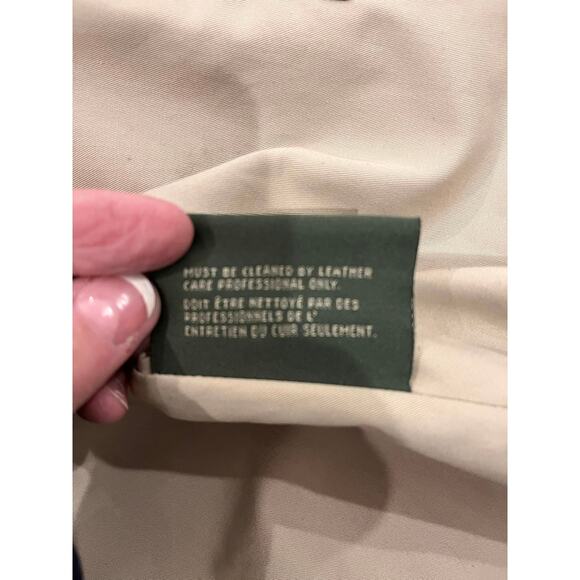 MUST BE CLEANED BY LEATHER
CARE PROFESSIONAL ONLY.
DOIT ÊTRE NETTOYÉ PAR DES
PROFESSIONNELS DE L'
ENTRETIEN DU CUIR SEULEMENT.